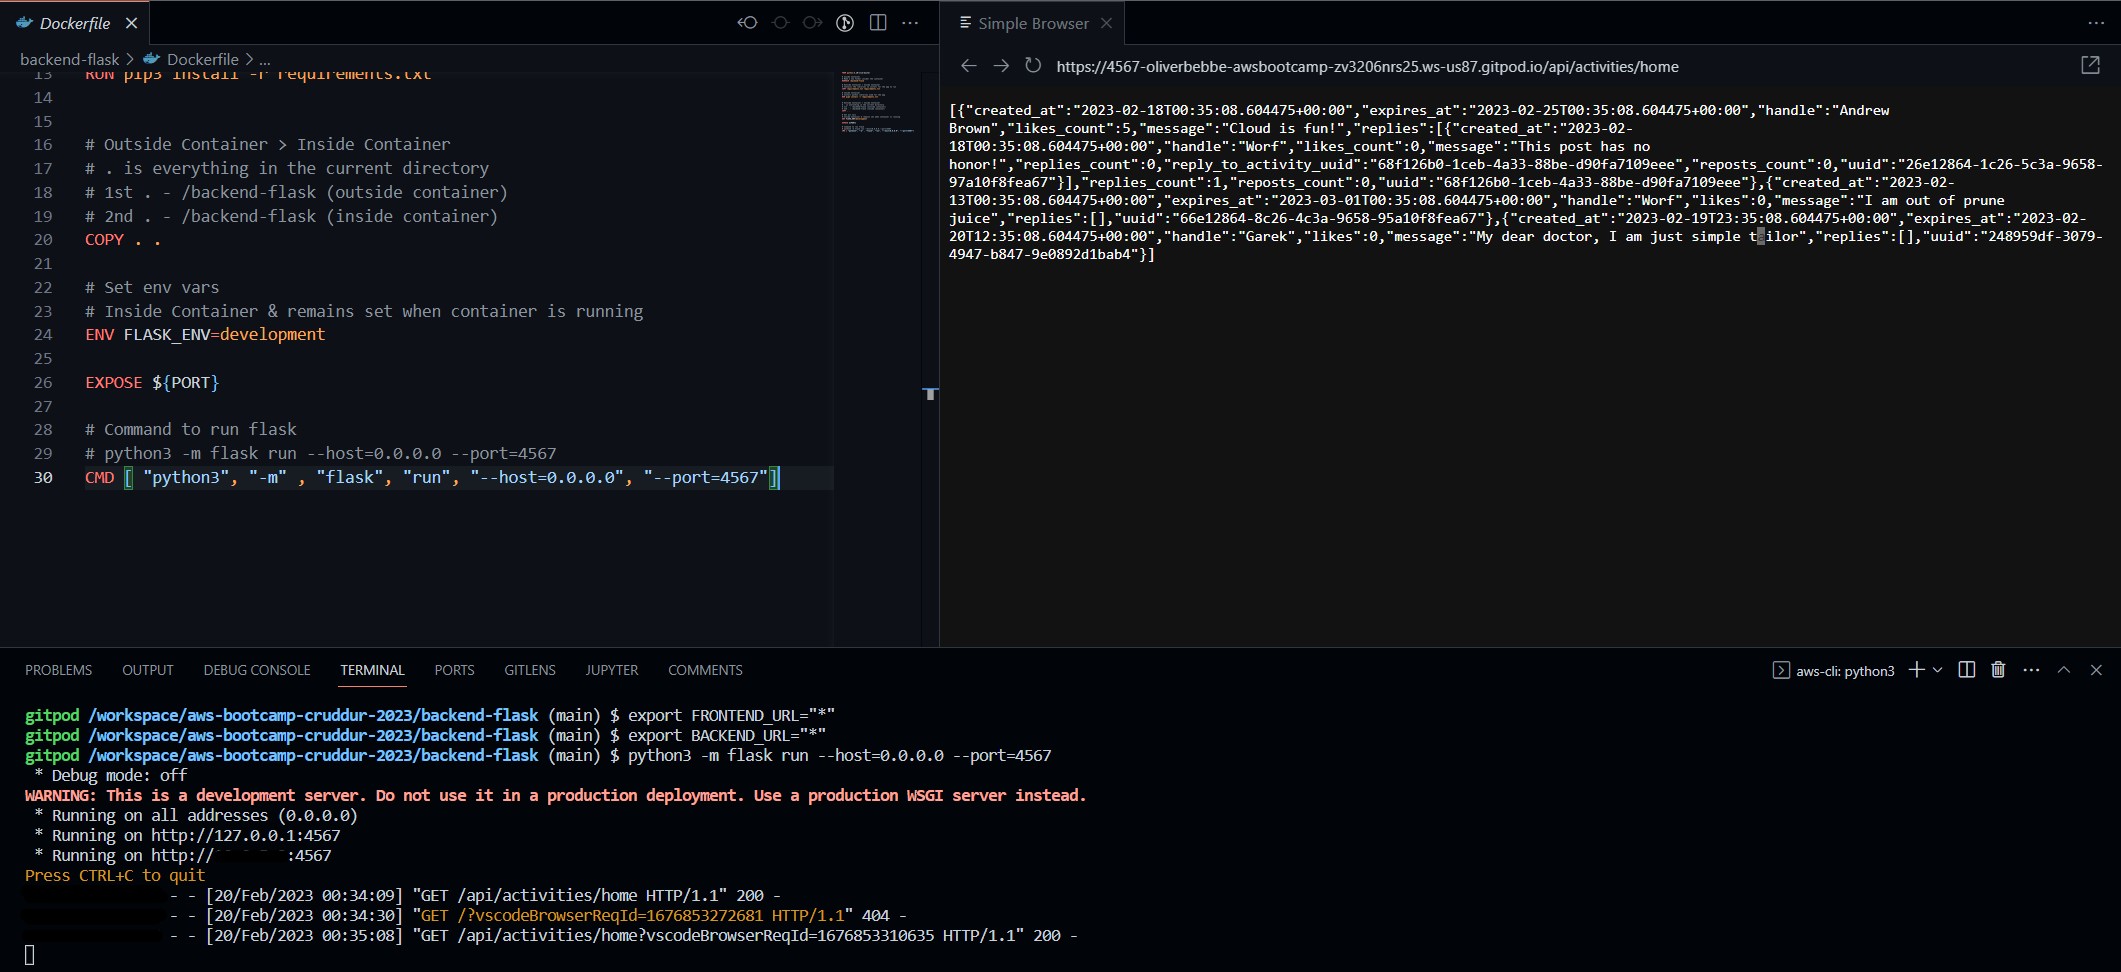 Dockerfile
backend-flask > Dockerfile > ...
13 RUN pip3 install -r requirements.txt
14
15
16 # Outside Container > Inside Container
17 # . is everything in the current directory
18 # 1st . - /backend-flask (outside container)
19 # 2nd . - /backend-flask (inside container)
20 COPY . .
21
22 # Set env vars
23 # Inside Container & remains set when container is running
24 ENV FLASK_ENV=development
25
26 EXPOSE ${PORT}
27
28 # Command to run flask
29 # python3 -m flask run --host=0.0.0.0 --port=4567
30 CMD [ "python3", "-m" , "flask", "run", "--host=0.0.0.0", "--port=4567"]
Simple Browser
https://4567-oliverbebbe-awsbootcamp-zv3206nrs25.ws-us87.gitpod.io/api/activities/home
[{"created_at":"2023-02-18T00:35:08.604475+00:00","expires_at":"2023-02-25T00:35:08.604475+00:00","handle":"Andrew
Brown","likes_count":5,"message":"Cloud is fun!","replies":[{"created_at":"2023-02-
18T00:35:08.604475+00:00","handle":"Worf","likes_count":0,"message":"This post has no
honor!","replies_count":0,"reply_to_activity_uuid":"68f126b0-1ceb-4a33-88be-d90fa7109eee","reposts_count":0,"uuid":"26e12864-1c26-5c3a-9658-
97a10f8fea67"}],"replies_count":1,"reposts_count":0,"uuid":"68f126b0-1ceb-4a33-88be-d90fa7109eee"},{"created_at":"2023-02-
13T00:35:08.604475+00:00","expires_at":"2023-03-01T00:35:08.604475+00:00","handle":"Worf","likes":0,"message":"I am out of prune
juice","replies":[],"uuid":"66e12864-8c26-4c3a-9658-95a10f8fea67"},{"created_at":"2023-02-19T23:35:08.604475+00:00","expires_at":"2023-02-
20T12:35:08.604475+00:00","handle":"Garek","likes":0,"message":"My dear doctor, I am just simple tailor","replies":[],"uuid":"248959df-3079-
4947-b847-9e0892d1bab4"}]
PROBLEMS OUTPUT DEBUG CONSOLE TERMINAL PORTS GITLENS JUPYTER COMMENTS
aws-cli: python3
gitpod /workspace/aws-bootcamp-cruddur-2023/backend-flask (main) $ export FRONTEND_URL="*"
gitpod /workspace/aws-bootcamp-cruddur-2023/backend-flask (main) $ export BACKEND_URL="*"
gitpod /workspace/aws-bootcamp-cruddur-2023/backend-flask (main) $ python3 -m flask run --host=0.0.0.0 --port=4567
* Debug mode: off
WARNING: This is a development server. Do not use it in a production deployment. Use a production WSGI server instead.
* Running on all addresses (0.0.0.0)
* Running on http://127.0.0.1:4567
* Running on http:// :4567
Press CTRL+C to quit
- - [20/Feb/2023 00:34:09] "GET /api/activities/home HTTP/1.1" 200 -
- - [20/Feb/2023 00:34:30] "GET /?vscodeBrowserReqId=1676853272681 HTTP/1.1" 404 -
- - [20/Feb/2023 00:35:08] "GET /api/activities/home?vscodeBrowserReqId=1676853310635 HTTP/1.1" 200 -